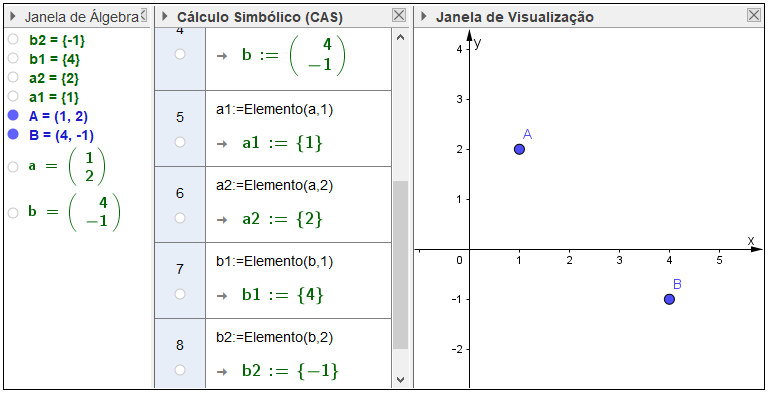 Janela de Álgebra
b2 = {-1}
b1 = {4}
a2 = {2}
a1 = {1}
A = (1, 2)
B = (4, -1)
a = ( 1
2 )
b = ( 4
−1 )
Cálculo Simbólico (CAS)
4
→ b := ( 4
−1 )
5
a1:=Elemento(a,1)
→ a1 := {1}
6
a2:=Elemento(a,2)
→ a2 := {2}
7
b1:=Elemento(b,1)
→ b1 := {4}
8
b2:=Elemento(b,2)
→ b2 := {−1}
Janela de Visualização
y
4
3
2
1
0
-1
-2
1 2 3 4 5
x
A
B